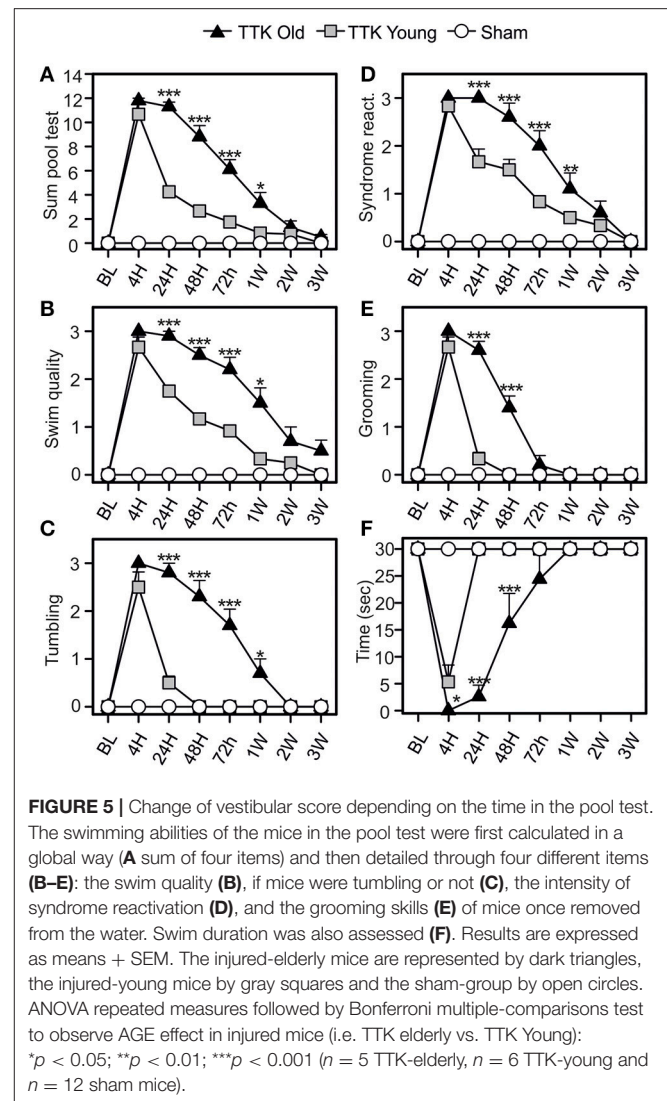 TTK Old TTK Young Sham
A
Sum pool test
14
12
10
8
6
4
2
0
*** *** *** *
BL 4H 24H 48H 72h 1W 2W 3W
B
Swim quality
3
2
1
0
*** *** *** *
BL 4H 24H 48H 72h 1W 2W 3W
C
Tumbling
3
2
1
0
*** *** *** *
BL 4H 24H 48H 72h 1W 2W 3W
D
Syndrome react.
3
2
1
0
*** *** *** **
BL 4H 24H 48H 72h 1W 2W 3W
E
Grooming
3
2
1
0
*** ***
BL 4H 24H 48H 72h 1W 2W 3W
F
Time (sec)
30
25
20
15
10
5
0
* *** ***
BL 4H 24H 48H 72h 1W 2W 3W
FIGURE 5 | Change of vestibular score depending on the time in the pool test.
The swimming abilities of the mice in the pool test were first calculated in a
global way (A sum of four items) and then detailed through four different items
(B–E): the swim quality (B), if mice were tumbling or not (C), the intensity of
syndrome reactivation (D), and the grooming skills (E) of mice once removed
from the water. Swim duration was also assessed (F). Results are expressed
as means + SEM. The injured-elderly mice are represented by dark triangles,
the injured-young mice by gray squares and the sham-group by open circles.
ANOVA repeated measures followed by Bonferroni multiple-comparisons test
to observe AGE effect in injured mice (i.e. TTK elderly vs. TTK Young):
*p < 0.05; **p < 0.01; ***p < 0.001 (n = 5 TTK-elderly, n = 6 TTK-young and
n = 12 sham mice).